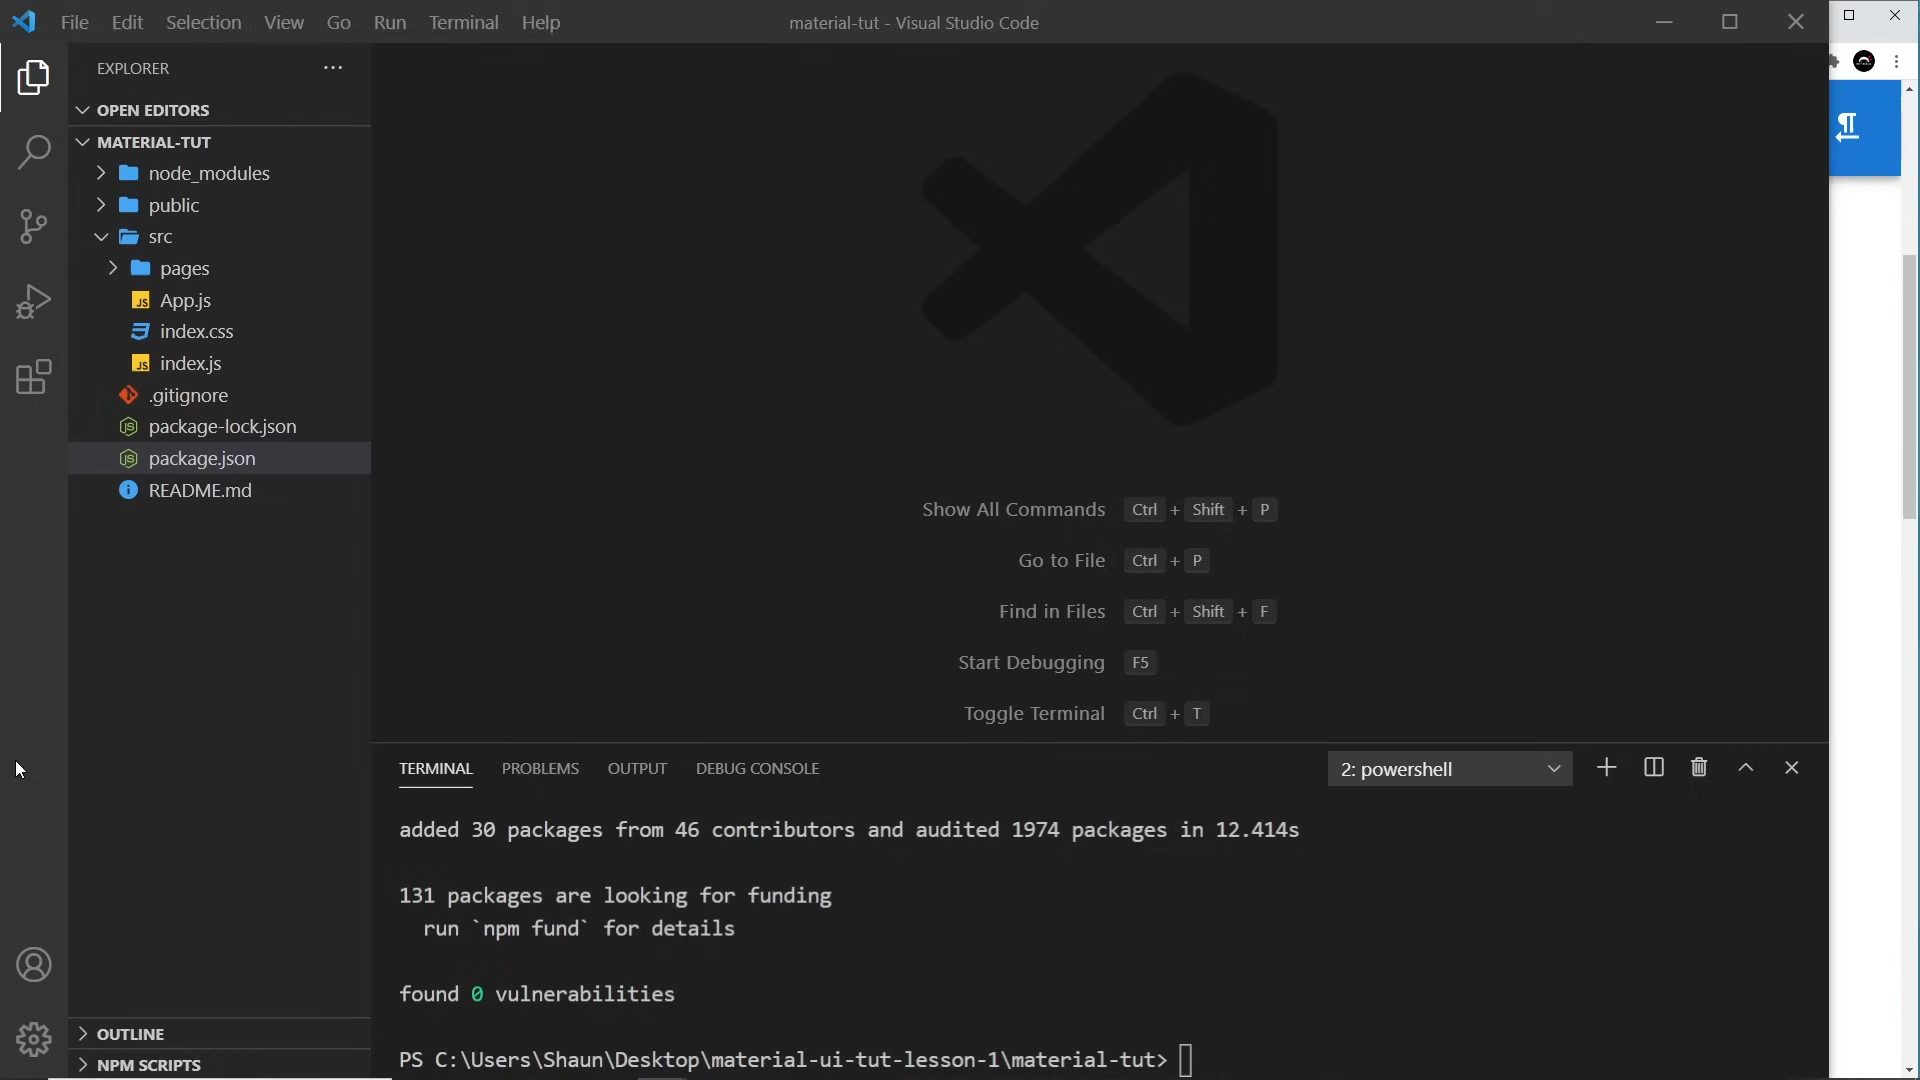 File Edit Selection View Go Run Terminal Help
material-tut - Visual Studio Code
EXPLORER
OPEN EDITORS
MATERIAL-TUT
node_modules
public
src
pages
App.js
index.css
index.js
.gitignore
package-lock.json
package.json
README.md
OUTLINE
NPM SCRIPTS
Show All Commands Ctrl + Shift + P
Go to File Ctrl + P
Find in Files Ctrl + Shift + F
Start Debugging F5
Toggle Terminal Ctrl + T
TERMINAL PROBLEMS OUTPUT DEBUG CONSOLE 2: powershell
added 30 packages from 46 contributors and audited 1974 packages in 12.414s
131 packages are looking for funding
run `npm fund` for details
found 0 vulnerabilities
PS C:\Users\Shaun\Desktop\material-ui-tut-lesson-1\material-tut>